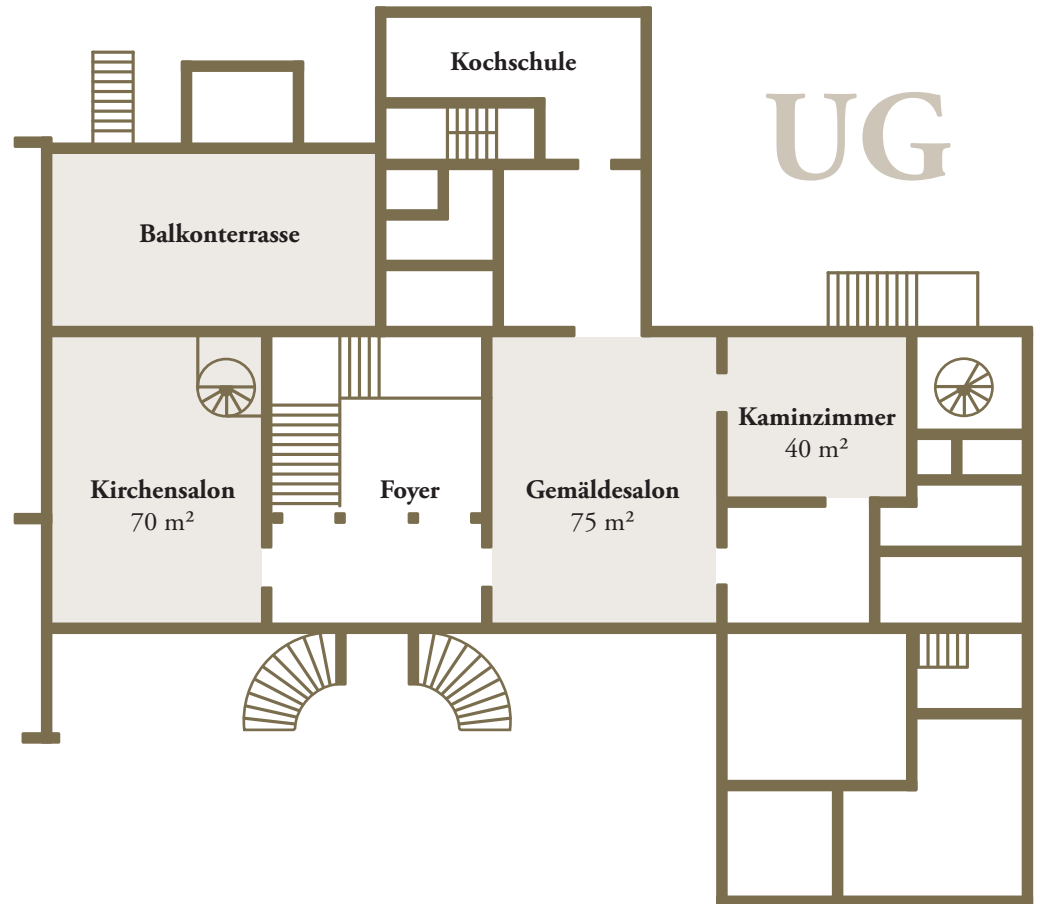 Kochschule
UG
Balkonterrasse
Kaminzimmer
40 m²
Kirchensalon
70 m²
Foyer
Gemäldesalon
75 m²